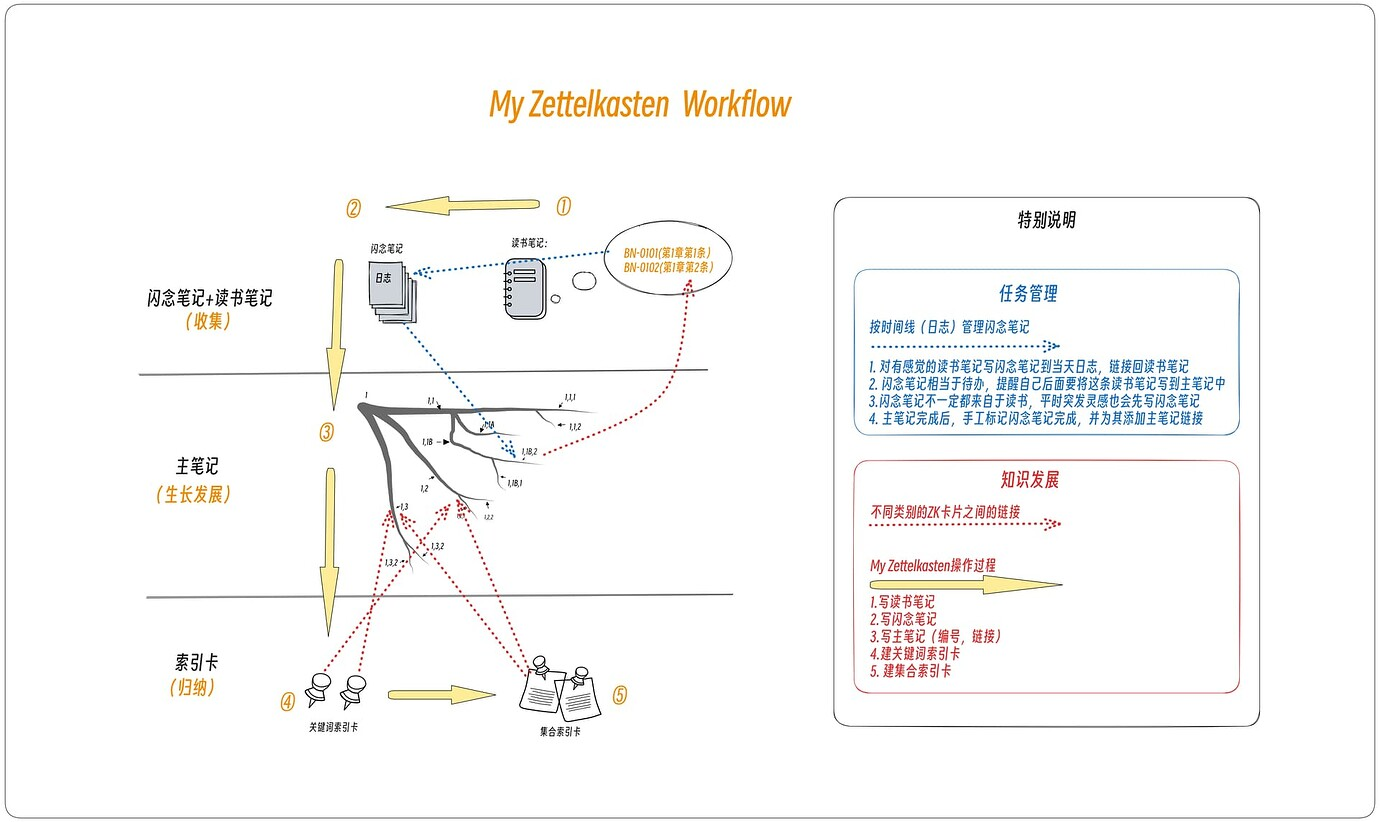 My Zettelkasten Workflow
②
①
闪念笔记
日志
读书笔记：
BN-0101(第1章第1条）
BN-0102(第1章第2条）
闪念笔记+读书笔记
（收集）
③
主笔记
（生长发展）
1
1,1
1,1,1
1,1,2
1,1A
1,1B
1,1B,2
1,1B,1
1,2
1,2,2
1,3
1,3,2
1,3,2
索引卡
（归纳）
④
关键词索引卡
⑤
集合索引卡
特别说明
任务管理
按时间线（日志）管理闪念笔记
1. 对有感觉的读书笔记写闪念笔记到当天日志，链接回读书笔记
2. 闪念笔记相当于待办，提醒自己后面要将这条读书笔记写到主笔记中
3.闪念笔记不一定都来自于读书，平时突发灵感也会先写闪念笔记
4. 主笔记完成后，手工标记闪念笔记完成，并为其添加主笔记链接
知识发展
不同类别的ZK卡片之间的链接
My Zettelkasten操作过程
1.写读书笔记
2.写闪念笔记
3.写主笔记（编号，链接）
4.建关键词索引卡
5. 建集合索引卡